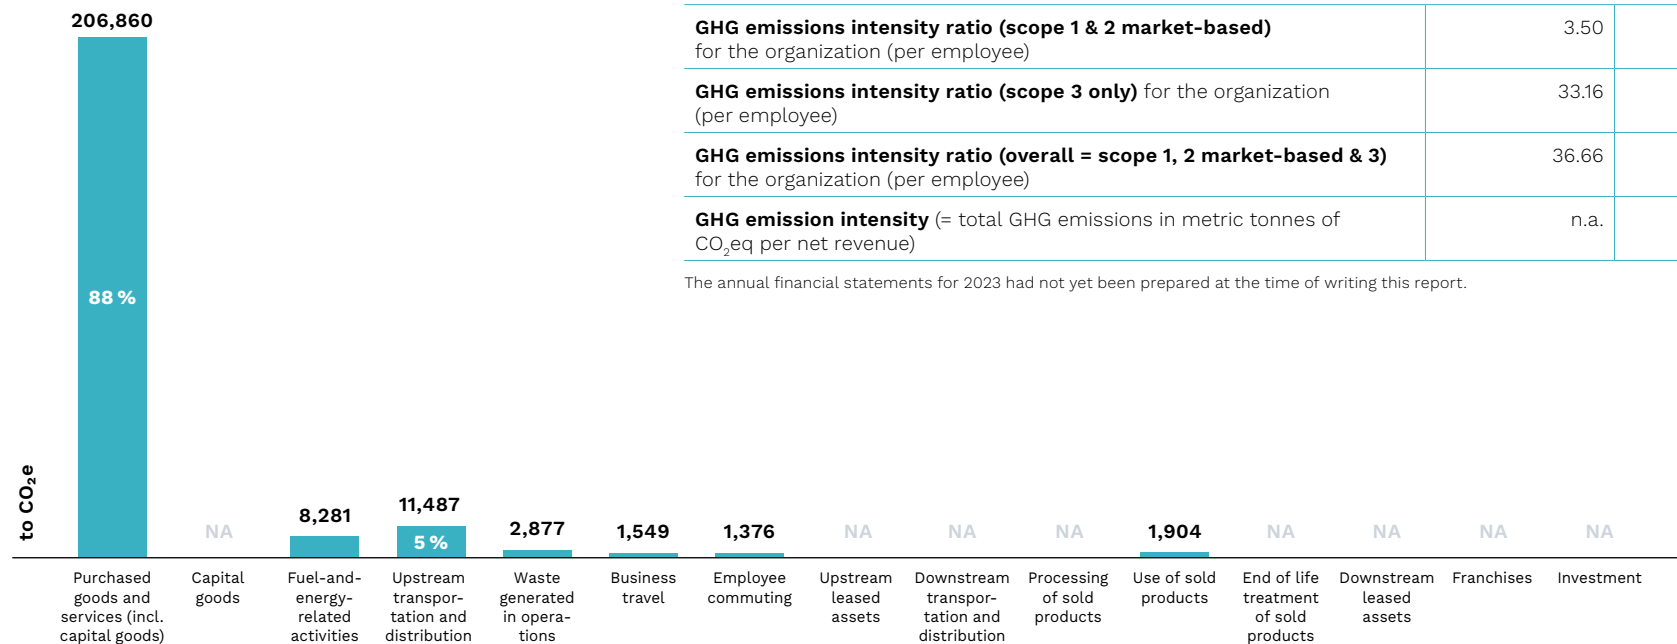 206,860
88 %
to CO₂e
NA
8,281
11,487
5 %
2,877
1,549
1,376
NA
NA
NA
1,904
NA
NA
NA
NA
Purchased
goods and
services (incl.
capital goods)
Capital
goods
Fuel-and-
energy-
related
activities
Upstream
transpor-
tation and
distribution
Waste
generated
in opera-
tions
Business
travel
Employee
commuting
Upstream
leased
assets
Downstream
transpor-
tation and
distribution
Processing
of sold
products
Use of sold
products
End of life
treatment
of sold
products
Downstream
leased
assets
Franchises
Investment
GHG emissions intensity ratio (scope 1 & 2 market-based)
for the organization (per employee)
3.50
GHG emissions intensity ratio (scope 3 only) for the organization
(per employee)
33.16
GHG emissions intensity ratio (overall = scope 1, 2 market-based & 3)
for the organization (per employee)
36.66
GHG emission intensity (= total GHG emissions in metric tonnes of
CO₂eq per net revenue)
n.a.
The annual financial statements for 2023 had not yet been prepared at the time of writing this report.